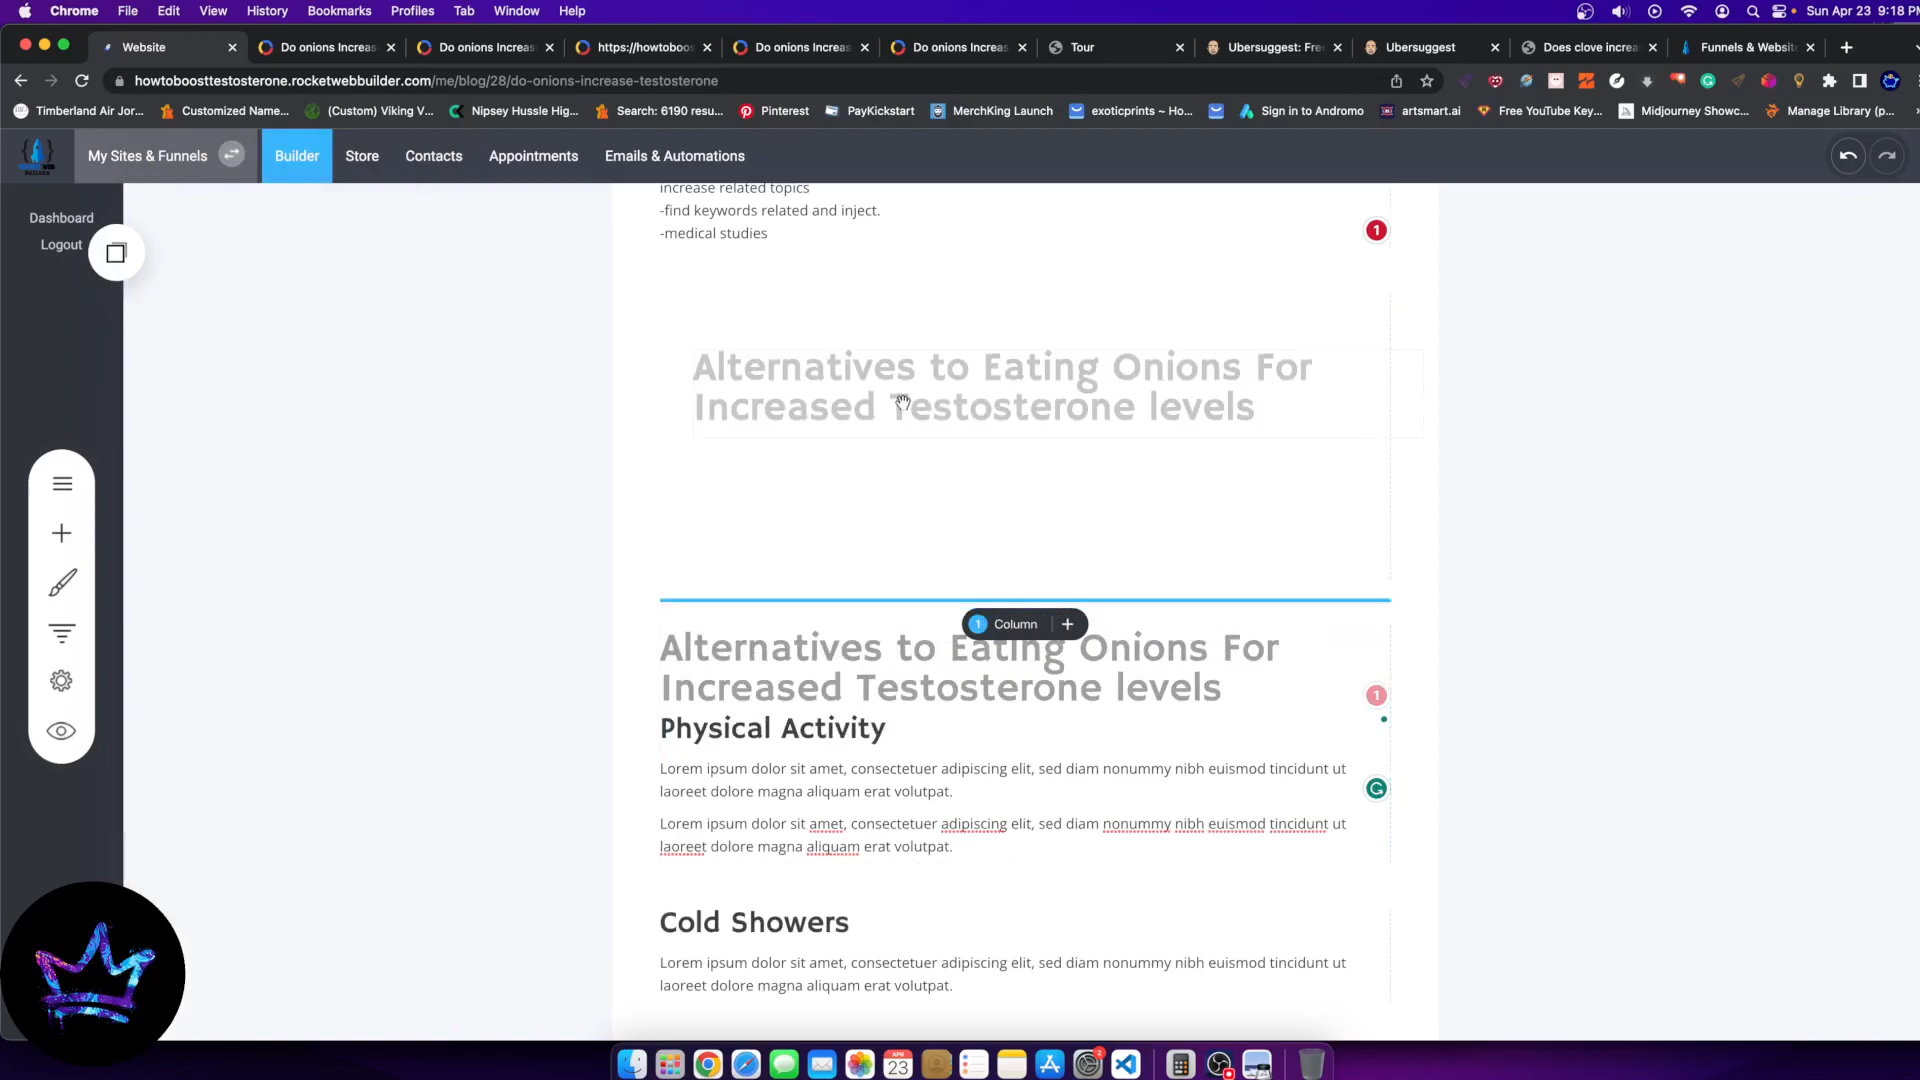 Chrome File Edit View History Bookmarks Profiles Tab Window Help
Sun Apr 23 9:18 PM
Website
Do onions Increas
Do onions Increas
https://howtoboos
Do onions Increas
Do onions Increas
Tour
Ubersuggest: Fre
Ubersuggest
Does clove increa
Funnels & Websit
howtoboosttestosterone.rocketwebbuilder.com/me/blog/28/do-onions-increase-testosterone
Timberland Air Jor...
Customized Name...
(Custom) Viking V...
Nipsey Hussle Hig...
Search: 6190 resu...
Pinterest
PayKickstart
MerchKing Launch
exoticprints ~ Ho...
Sign in to Andromo
artsmart.ai
Free YouTube Key...
Midjourney Showc...
Manage Library (p...
My Sites & Funnels
Builder
Store
Contacts
Appointments
Emails & Automations
Dashboard
Logout
increase related topics
-find keywords related and inject.
-medical studies
1
Alternatives to Eating Onions For
Increased Testosterone levels
1 Column +
Alternatives to Eating Onions For
Increased Testosterone levels
1
Physical Activity
Lorem ipsum dolor sit amet, consectetuer adipiscing elit, sed diam nonummy nibh euismod tincidunt ut
laoreet dolore magna aliquam erat volutpat.
Lorem ipsum dolor sit amet, consectetuer adipiscing elit, sed diam nonummy nibh euismod tincidunt ut
laoreet dolore magna aliquam erat volutpat.
Cold Showers
Lorem ipsum dolor sit amet, consectetuer adipiscing elit, sed diam nonummy nibh euismod tincidunt ut
laoreet dolore magna aliquam erat volutpat.
APR
23
2